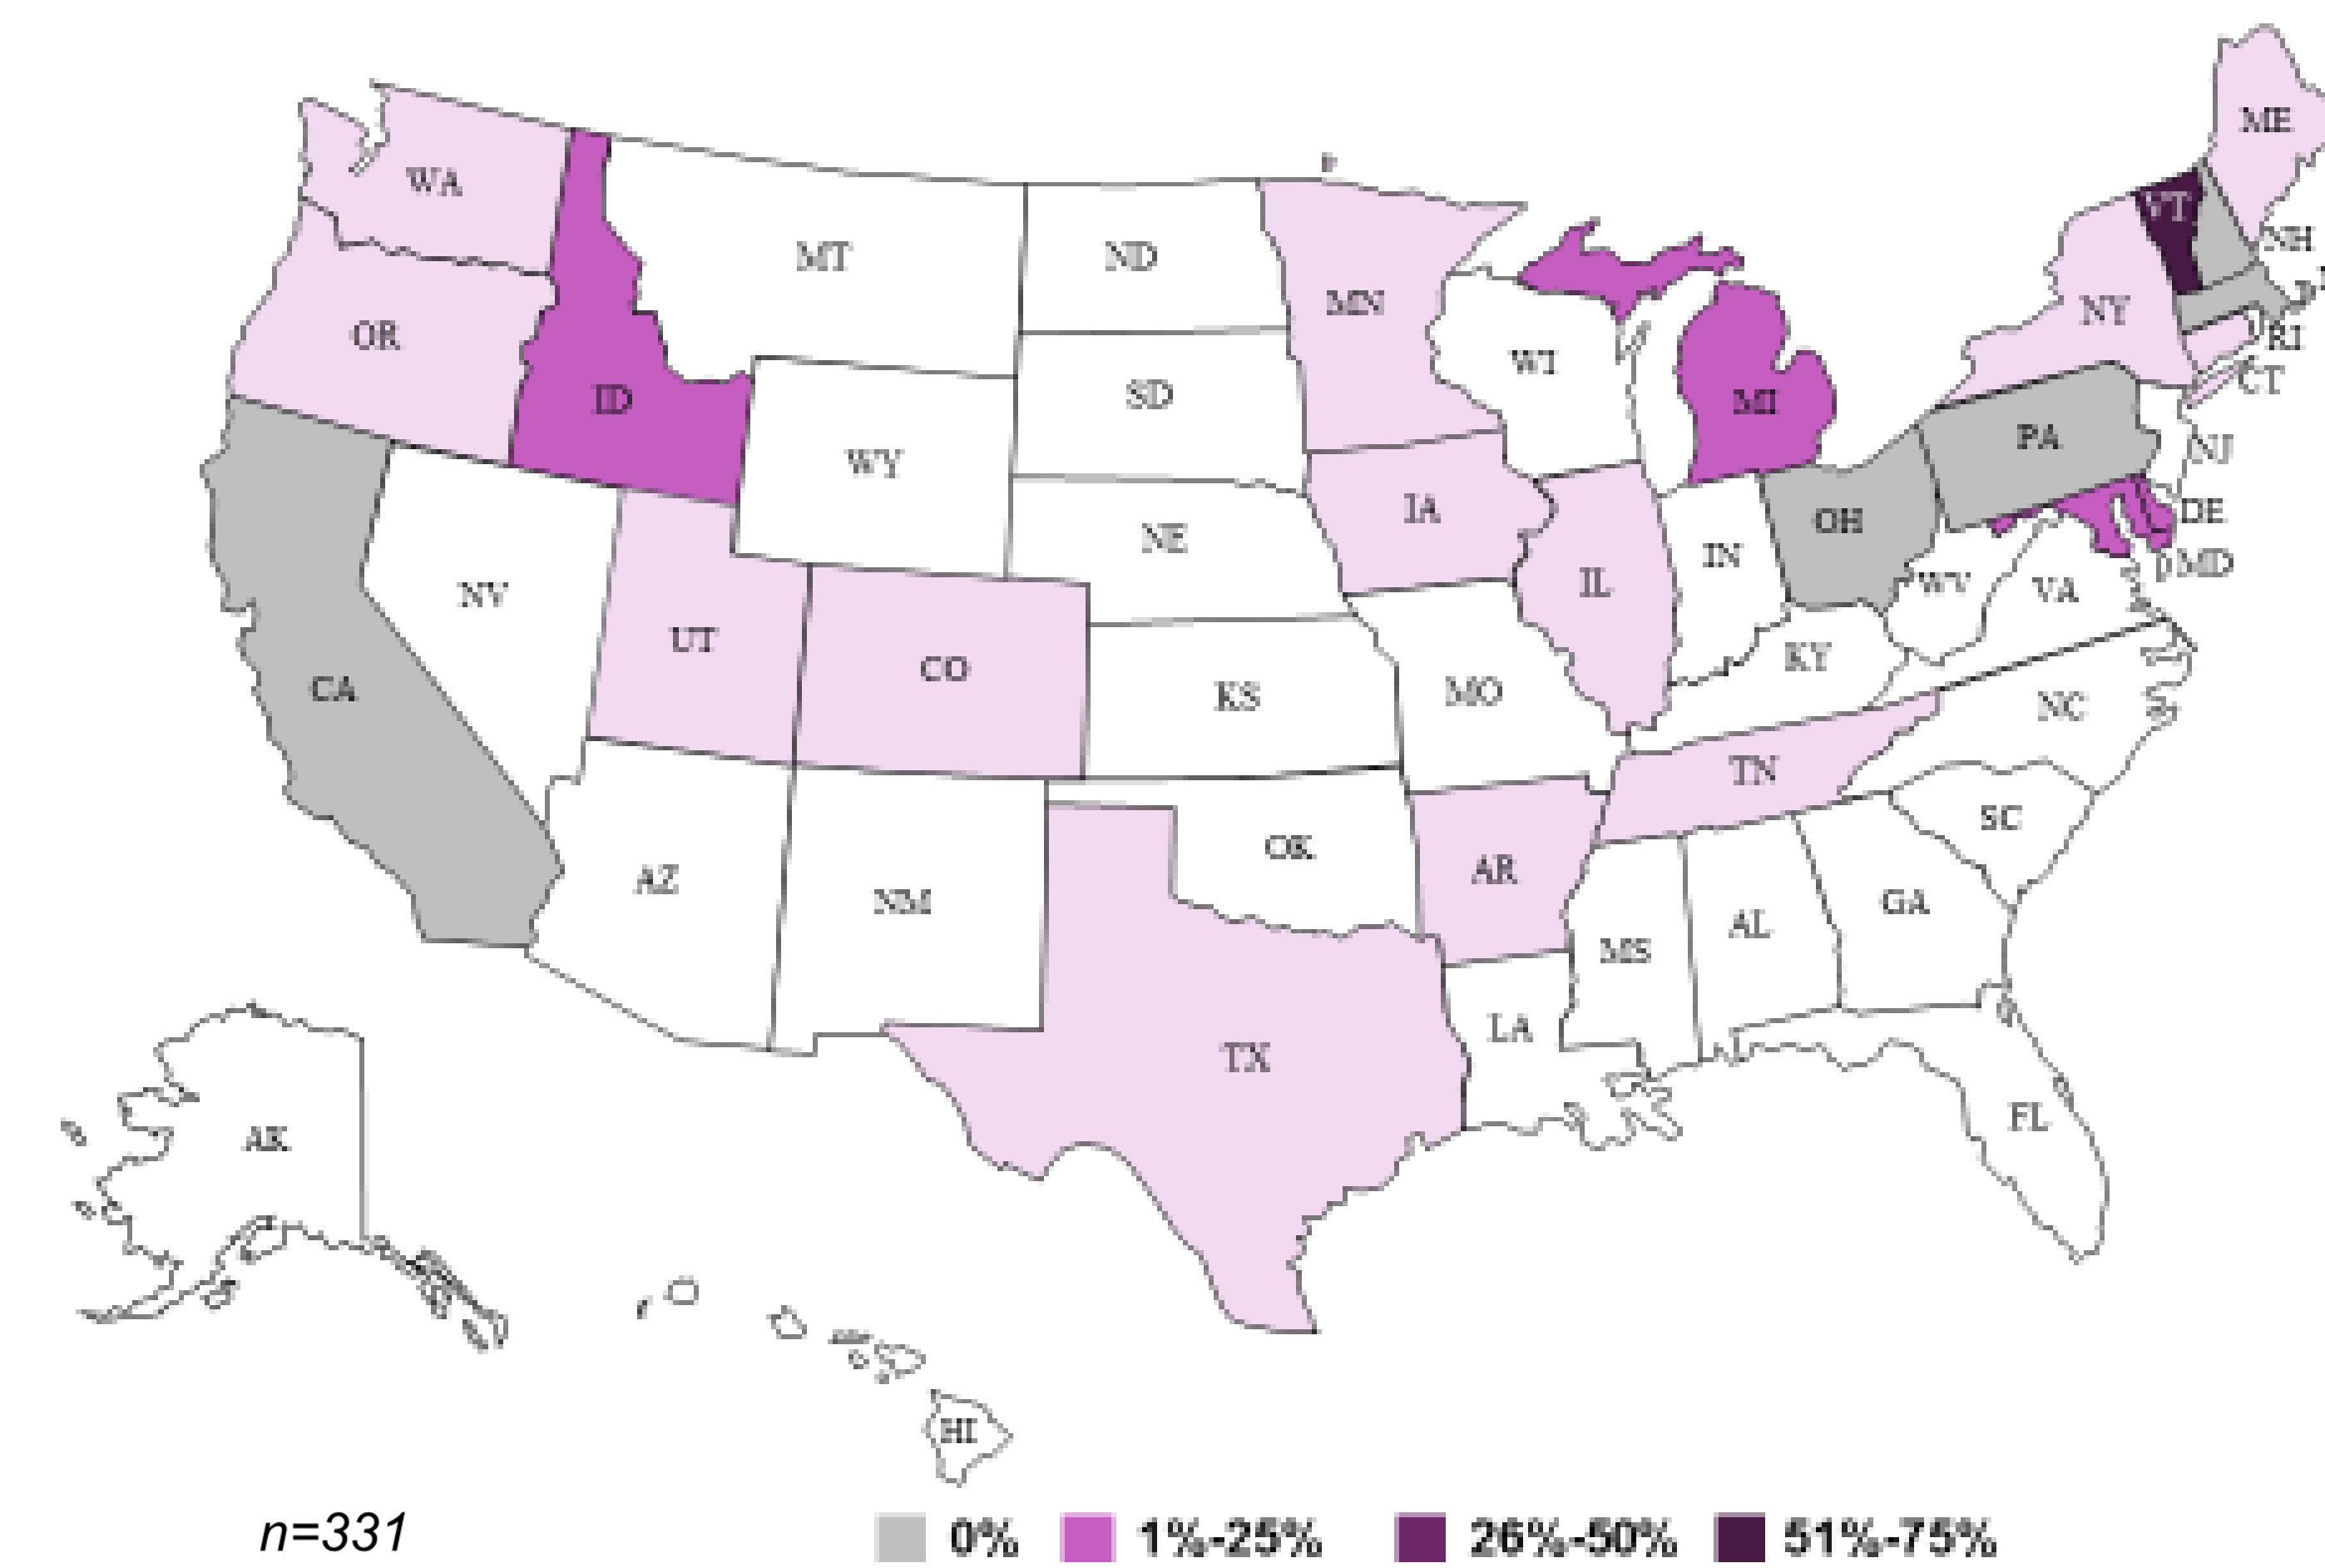 ME
WA
VT
MT
ND
NH
MN
NY
OR
RI
WI
SD
CT
ID
MI
PA
NJ
WY
IA
DE
OH
NE
IN
MD
IL
WV
VA
NV
UT
KY
CO
KS
MO
NC
TN
SC
OK
AR
AZ
NM
GA
AL
MS
LA
TX
FL
AK
CA
HI
n=331
0% 1%-25% 26%-50% 51%-75%